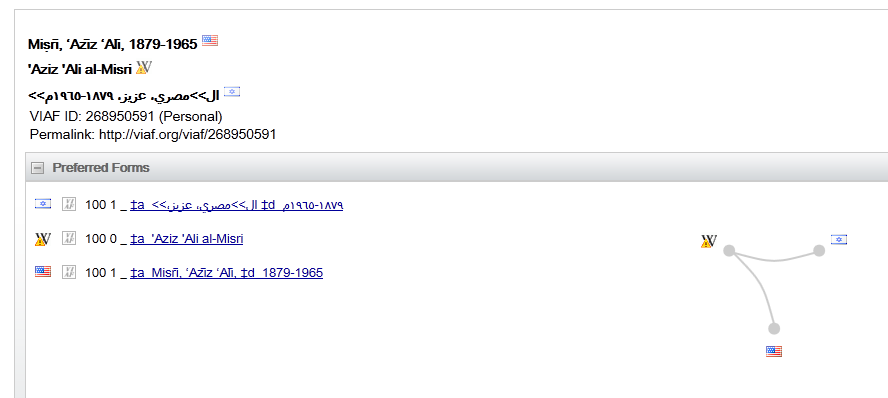 Miṣrī, ʻAzīz ʻAlī, 1879-1965
'Aziz 'Ali al-Misri
<<ال>>مصري، عزيز، ١٨٧٩-١٩٦٥م
VIAF ID: 268950591 (Personal)
Permalink: http://viaf.org/viaf/268950591
Preferred Forms
100 1 _ ‡a <<ال>>مصري، عزيز، ‡d ١٨٧٩-١٩٦٥م
100 0 _ ‡a 'Aziz 'Ali al-Misri
100 1 _ ‡a Miṣrī, ʻAzīz ʻAlī, ‡d 1879-1965